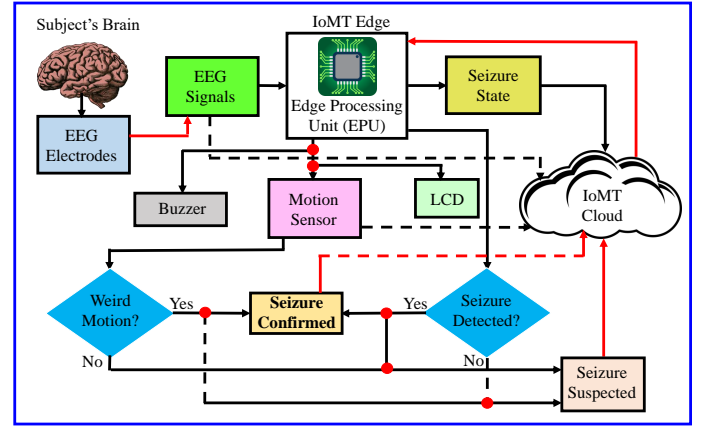 Subject's Brain
IoMT Edge
EEG
Signals
Edge Processing
Unit (EPU)
Seizure
State
EEG
Electrodes
Buzzer
Motion
Sensor
LCD
IoMT
Cloud
Weird
Motion?
Yes
Seizure
Confirmed
Yes
Seizure
Detected?
No
No
Seizure
Suspected